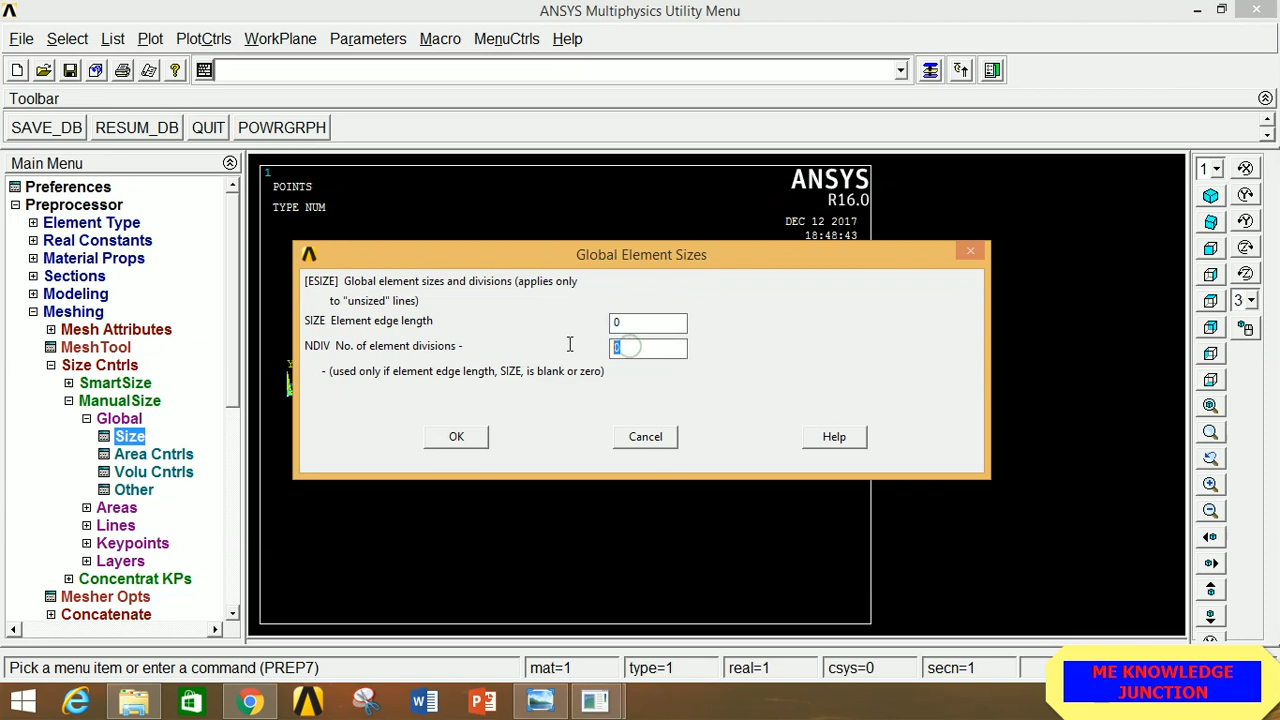 ANSYS Multiphysics Utility Menu
File Select List Plot PlotCtrls WorkPlane Parameters Macro MenuCtrls Help
Toolbar
SAVE_DB RESUM_DB QUIT POWRGRPH
Main Menu
Preferences
Preprocessor
Element Type
Real Constants
Material Props
Sections
Modeling
Meshing
Mesh Attributes
MeshTool
Size Cntrls
SmartSize
ManualSize
Global
Size
Area Cntrls
Volu Cntrls
Other
Areas
Lines
Keypoints
Layers
Concentrat KPs
Mesher Opts
Concatenate
1
POINTS
TYPE NUM
ANSYS
R16.0
DEC 12 2017
18:48:43
Global Element Sizes
[ESIZE] Global element sizes and divisions (applies only
to "unsized" lines)
SIZE Element edge length 0
NDIV No. of element divisions - 0
- (used only if element edge length, SIZE, is blank or zero)
OK Cancel Help
1
3
Pick a menu item or enter a command (PREP7) mat=1 type=1 real=1 csys=0 secn=1
ME KNOWLEDGE
JUNCTION